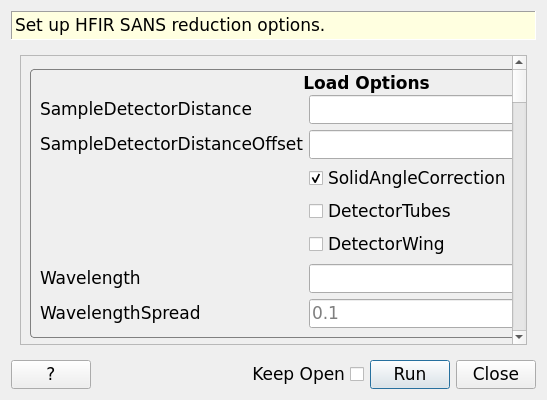 Set up HFIR SANS reduction options.
Load Options
SampleDetectorDistance
SampleDetectorDistanceOffset
SolidAngleCorrection
DetectorTubes
DetectorWing
Wavelength
WavelengthSpread 0.1
? Keep Open Run Close